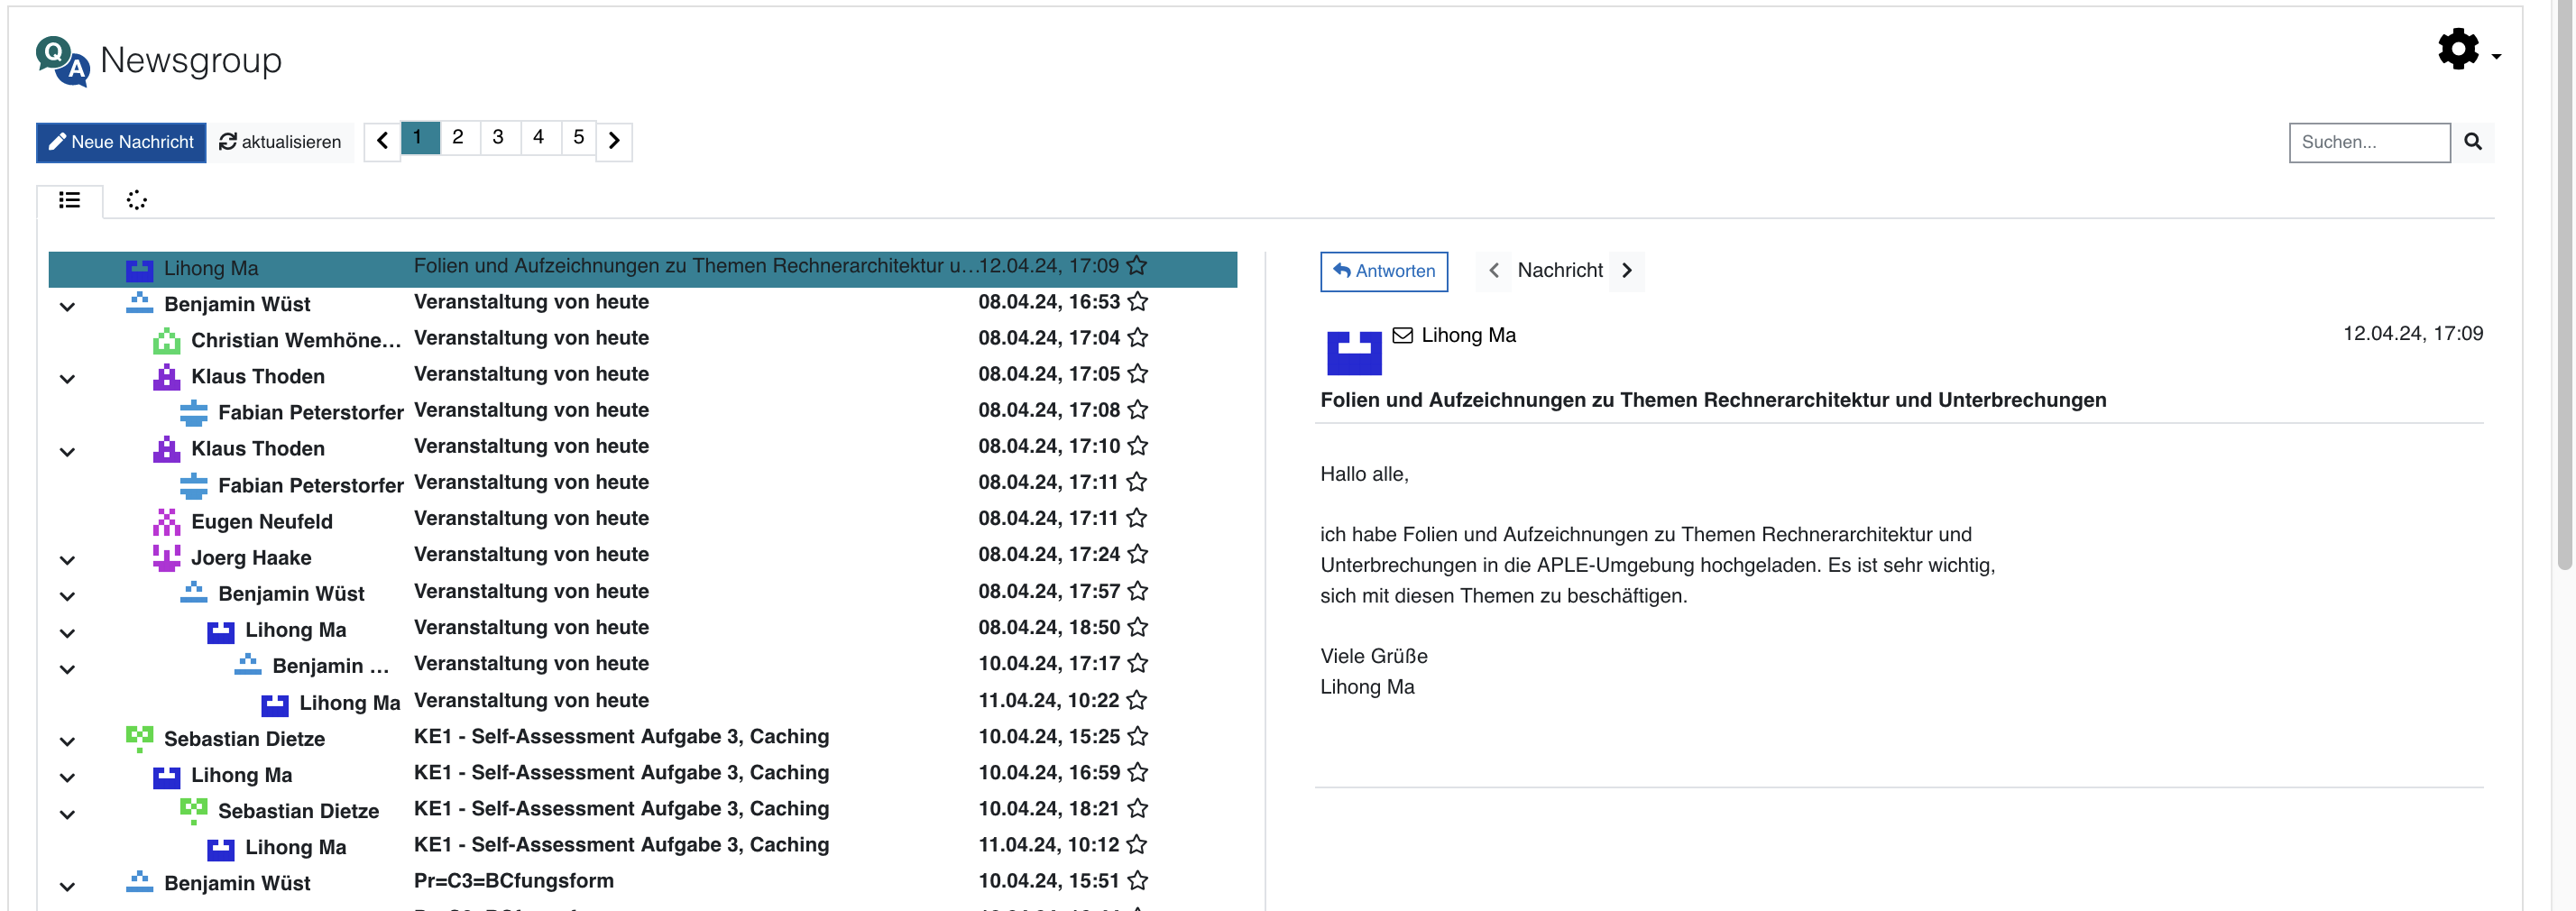 Q A Newsgroup
Neue Nachricht aktualisieren 1 2 3 4 5 Suchen...
Lihong Ma Folien und Aufzeichnungen zu Themen Rechnerarchitektur u... 12.04.24, 17:09
Benjamin Wüst Veranstaltung von heute 08.04.24, 16:53
Christian Wemhöne... Veranstaltung von heute 08.04.24, 17:04
Klaus Thoden Veranstaltung von heute 08.04.24, 17:05
Fabian Peterstorfer Veranstaltung von heute 08.04.24, 17:08
Klaus Thoden Veranstaltung von heute 08.04.24, 17:10
Fabian Peterstorfer Veranstaltung von heute 08.04.24, 17:11
Eugen Neufeld Veranstaltung von heute 08.04.24, 17:11
Joerg Haake Veranstaltung von heute 08.04.24, 17:24
Benjamin Wüst Veranstaltung von heute 08.04.24, 17:57
Lihong Ma Veranstaltung von heute 08.04.24, 18:50
Benjamin ... Veranstaltung von heute 10.04.24, 17:17
Lihong Ma Veranstaltung von heute 11.04.24, 10:22
Sebastian Dietze KE1 - Self-Assessment Aufgabe 3, Caching 10.04.24, 15:25
Lihong Ma KE1 - Self-Assessment Aufgabe 3, Caching 10.04.24, 16:59
Sebastian Dietze KE1 - Self-Assessment Aufgabe 3, Caching 10.04.24, 18:21
Lihong Ma KE1 - Self-Assessment Aufgabe 3, Caching 11.04.24, 10:12
Benjamin Wüst Pr=C3=BCfungsform 10.04.24, 15:51
Antworten Nachricht
Lihong Ma 12.04.24, 17:09
Folien und Aufzeichnungen zu Themen Rechnerarchitektur und Unterbrechungen
Hallo alle,
ich habe Folien und Aufzeichnungen zu Themen Rechnerarchitektur und
Unterbrechungen in die APLE-Umgebung hochgeladen. Es ist sehr wichtig,
sich mit diesen Themen zu beschäftigen.
Viele Grüße
Lihong Ma